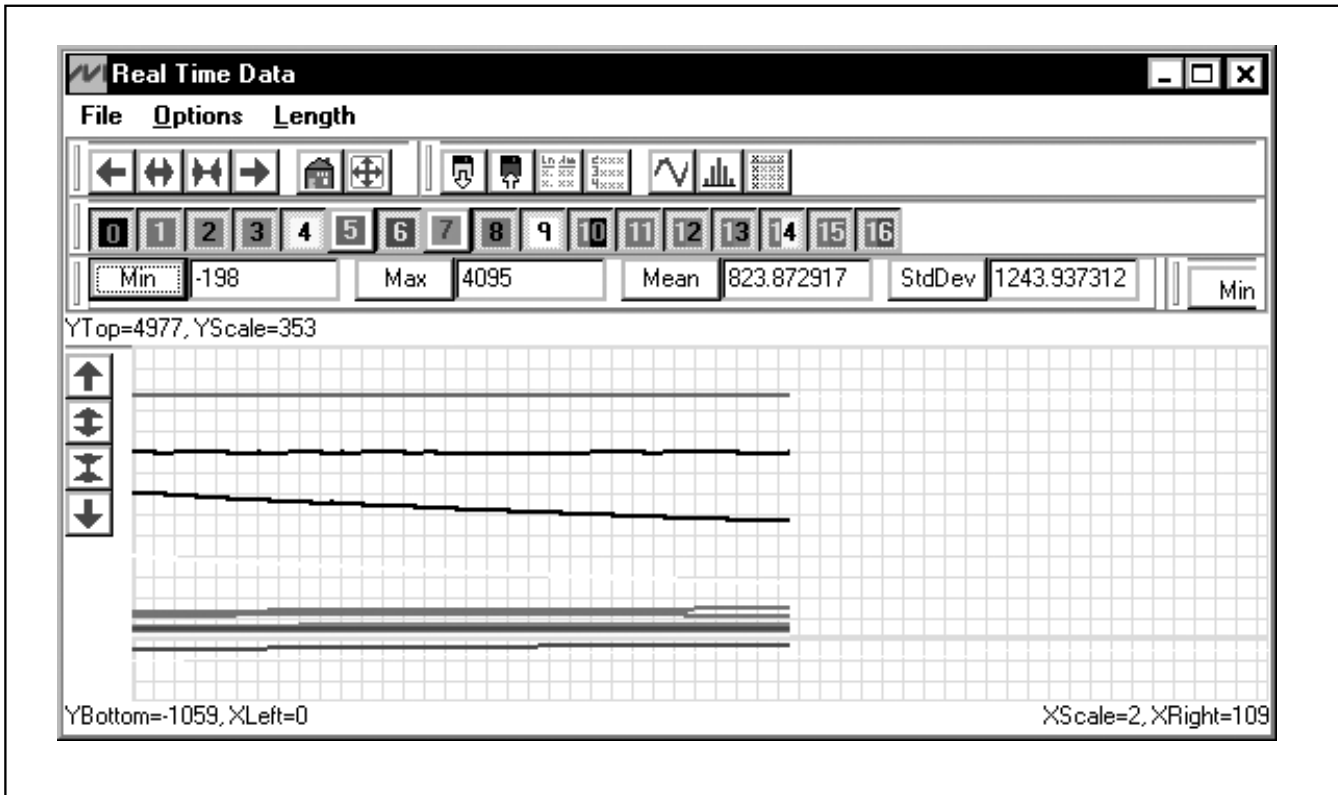 Real Time Data
File Options Length
0 1 2 3 4 5 6 7 8 9 10 11 12 13 14 15 16
Min -198 Max 4095 Mean 823.872917 StdDev 1243.937312 Min
YTop=4977, YScale=353
YBottom=-1059, XLeft=0 XScale=2, XRight=109